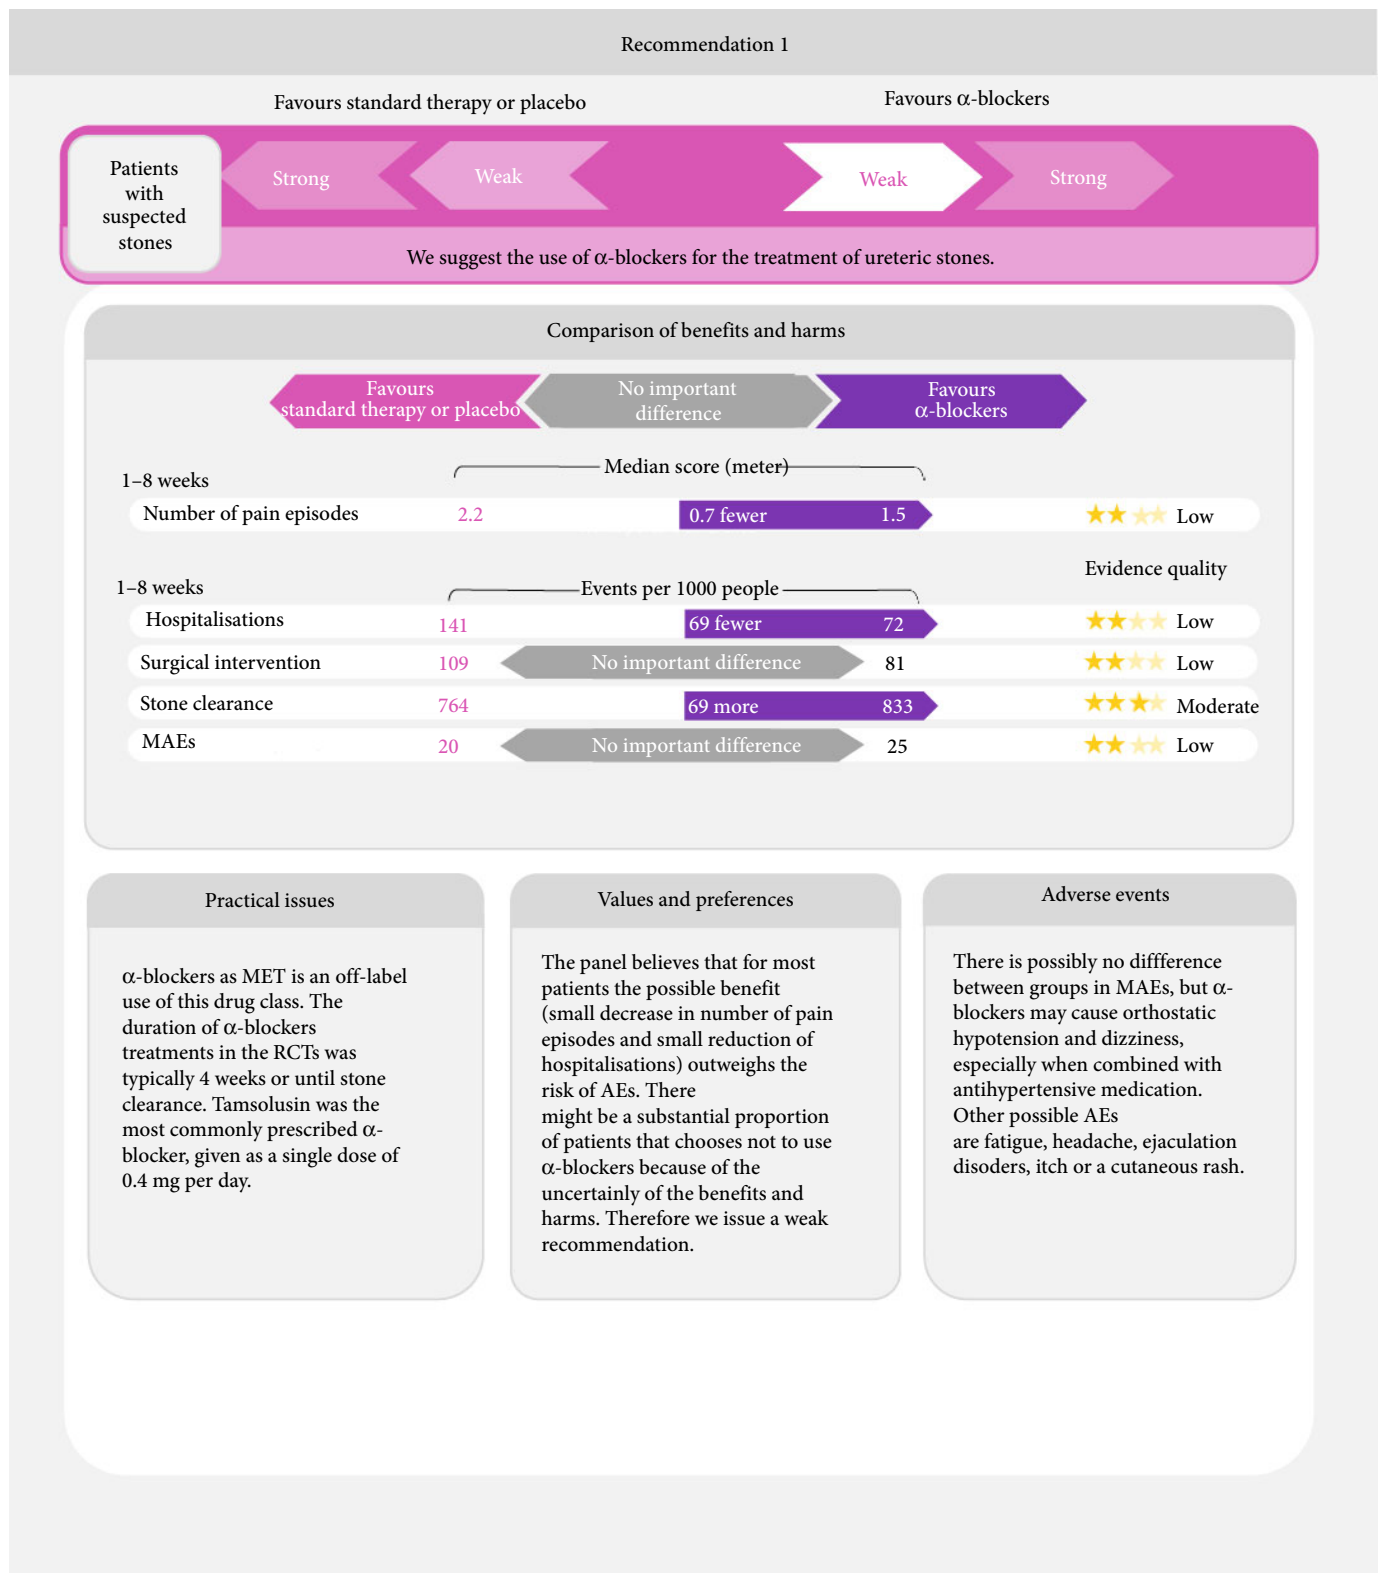 Recommendation 1
Favours standard therapy or placebo
Favours α-blockers
Patients
with
suspected
stones
Strong
Weak
Weak
Strong
We suggest the use of α-blockers for the treatment of ureteric stones.
Comparison of benefits and harms
Favours
standard therapy or placebo
No important
difference
Favours
α-blockers
1–8 weeks
Median score (meter)
Number of pain episodes 2.2 0.7 fewer 1.5 Low
Evidence quality
1–8 weeks
Events per 1000 people
Hospitalisations 141 69 fewer 72 Low
Surgical intervention 109 No important difference 81 Low
Stone clearance 764 69 more 833 Moderate
MAEs 20 No important difference 25 Low
Practical issues
α-blockers as MET is an off-label
use of this drug class. The
duration of α-blockers
treatments in the RCTs was
typically 4 weeks or until stone
clearance. Tamsolusin was the
most commonly prescribed α-
blocker, given as a single dose of
0.4 mg per day.
Values and preferences
The panel believes that for most
patients the possible benefit
(small decrease in number of pain
episodes and small reduction of
hospitalisations) outweighs the
risk of AEs. There
might be a substantial proportion
of patients that chooses not to use
α-blockers because of the
uncertainly of the benefits and
harms. Therefore we issue a weak
recommendation.
Adverse events
There is possibly no diffference
between groups in MAEs, but α-
blockers may cause orthostatic
hypotension and dizziness,
especially when combined with
antihypertensive medication.
Other possible AEs
are fatigue, headache, ejaculation
disoders, itch or a cutaneous rash.